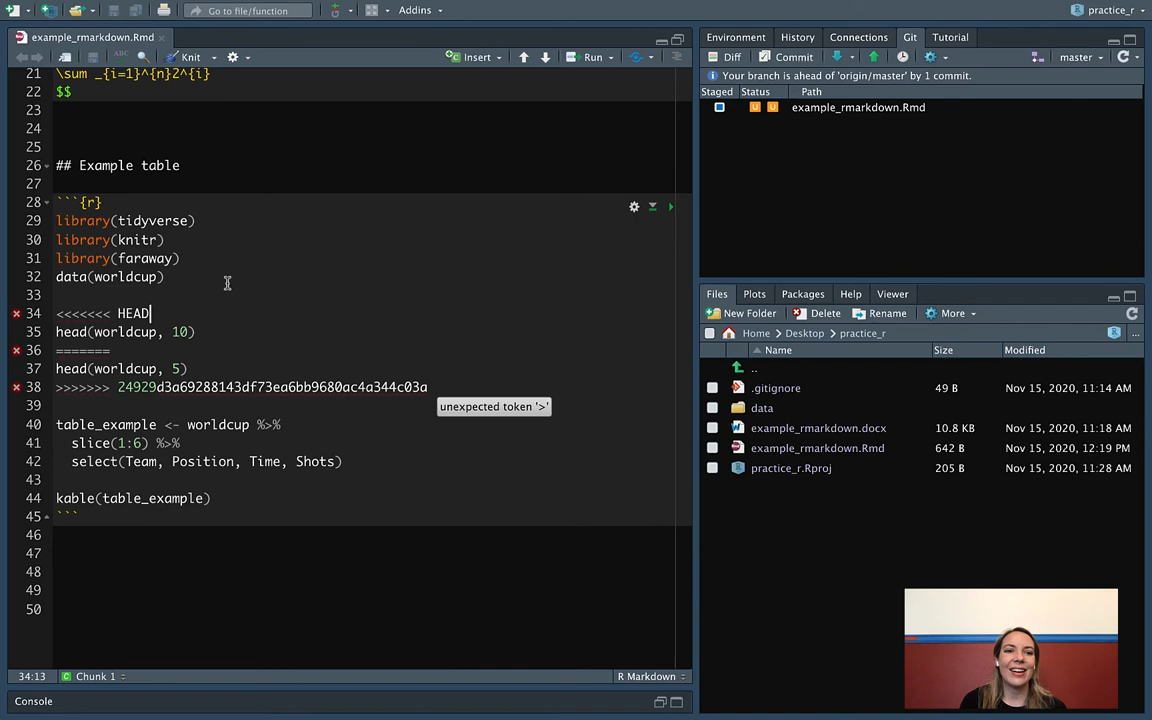 Go to file/function
Addins
practice_r
example_rmarkdown.Rmd
Knit
Insert
Run
21 \sum _{i=1}^{n}2^{i}
22 $$
23
24
25
26 ## Example table
27
28 ```{r}
29 library(tidyverse)
30 library(knitr)
31 library(faraway)
32 data(worldcup)
33
34 <<<<<<< HEAD
35 head(worldcup, 10)
36 =======
37 head(worldcup, 5)
38 >>>>>>> 24929d3a69288143df73ea6bb9680ac4a344c03a
unexpected token '>'
39
40 table_example <- worldcup %>%
41 slice(1:6) %>%
42 select(Team, Position, Time, Shots)
43
44 kable(table_example)
45 ```
46
47
48
49
50
34:13
Chunk 1
R Markdown
Console
Environment
History
Connections
Git
Tutorial
Diff
Commit
master
Your branch is ahead of 'origin/master' by 1 commit.
Staged
Status
Path
U U example_rmarkdown.Rmd
Files
Plots
Packages
Help
Viewer
New Folder
Delete
Rename
More
Home
Desktop
practice_r
...
Name
Size
Modified
..
.gitignore 49 B Nov 15, 2020, 11:14 AM
data
example_rmarkdown.docx 10.8 KB Nov 15, 2020, 11:26 AM
example_rmarkdown.Rmd 642 B Nov 15, 2020, 12:19 PM
practice_r.Rproj 205 B Nov 15, 2020, 11:28 AM